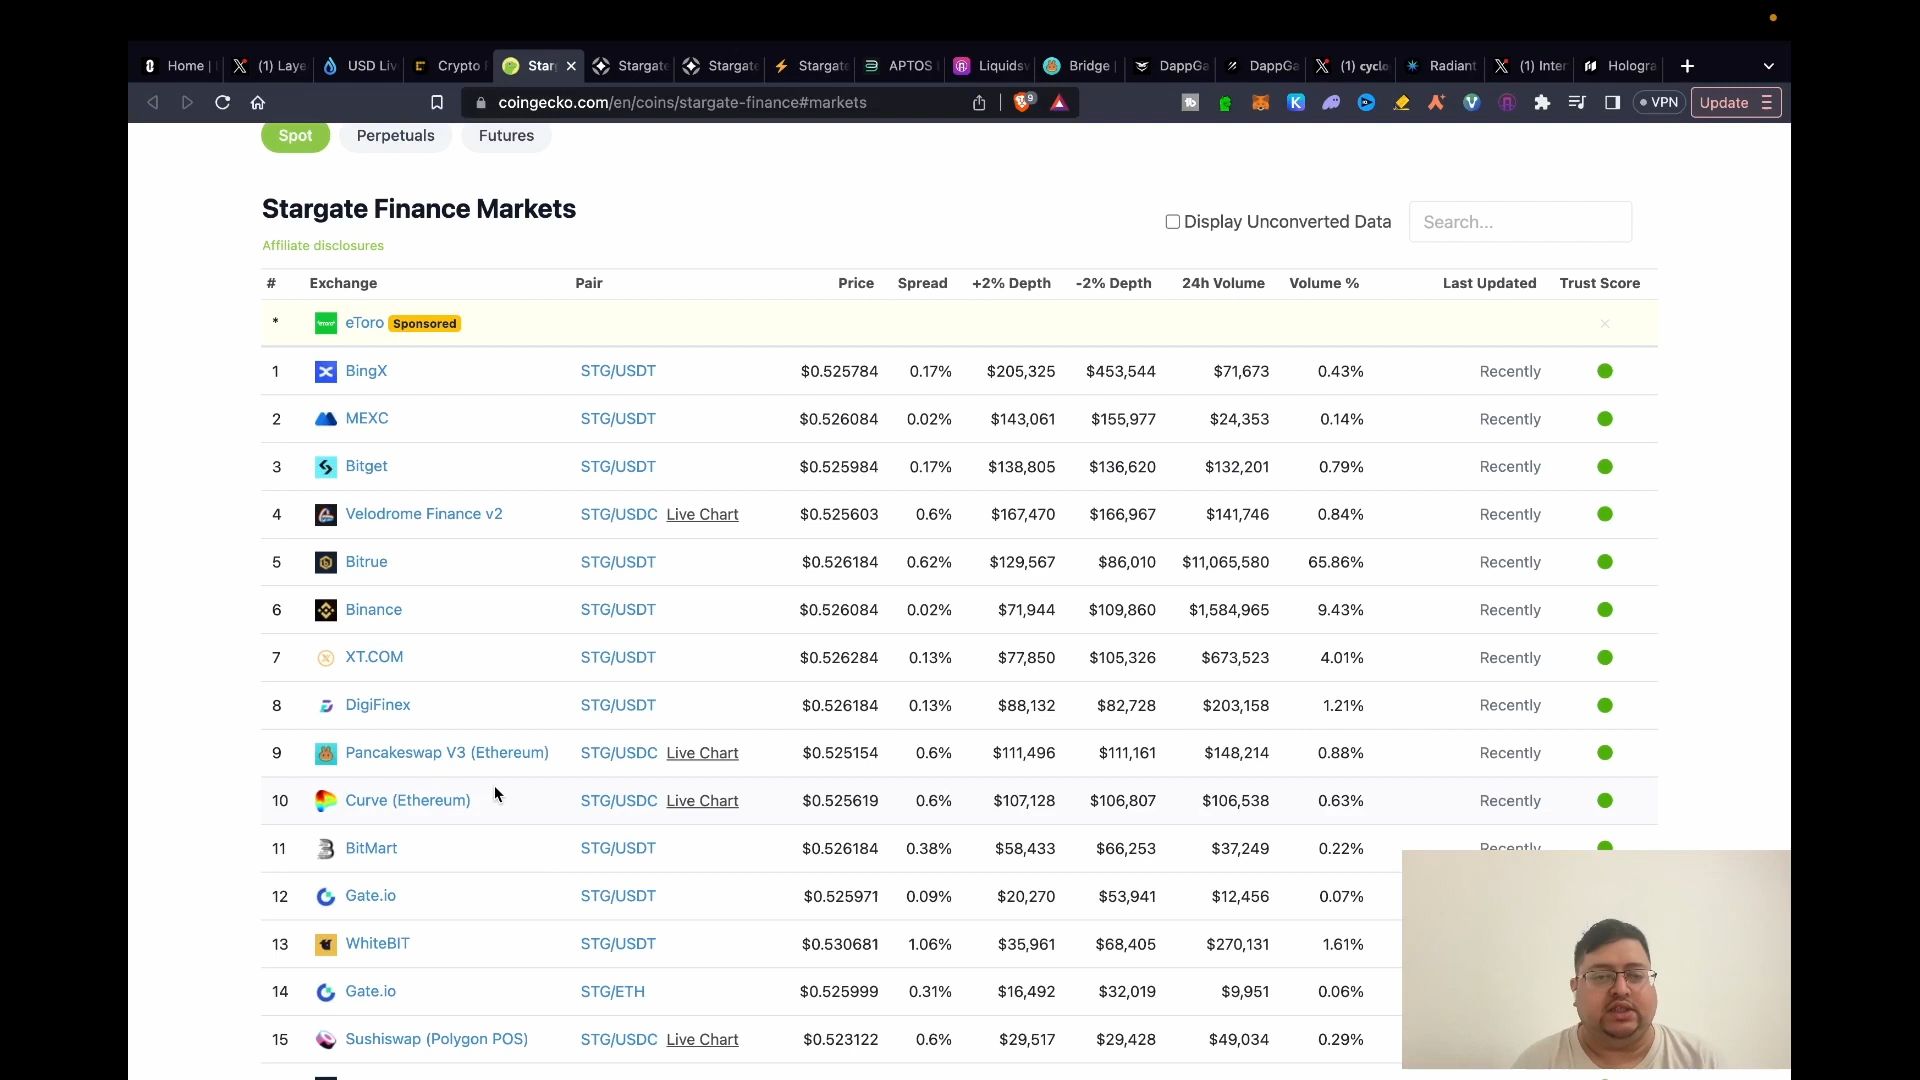 Home |
(1) Laye
USD Liv
Crypto
Star
Stargate
Stargate
Stargate
APTOS
Liquidsw
Bridge |
DappGa
DappGa
(1) cyclo
Radiant
(1) Inter
Hologra
coingecko.com/en/coins/stargate-finance#markets
9
VPN
Update
Spot Perpetuals Futures
Stargate Finance Markets
Display Unconverted Data Search...
Affiliate disclosures
# Exchange Pair Price Spread +2% Depth -2% Depth 24h Volume Volume % Last Updated Trust Score
* eToro Sponsored
1 BingX STG/USDT $0.525784 0.17% $205,325 $453,544 $71,673 0.43% Recently
2 MEXC STG/USDT $0.526084 0.02% $143,061 $155,977 $24,353 0.14% Recently
3 Bitget STG/USDT $0.525984 0.17% $138,805 $136,620 $132,201 0.79% Recently
4 Velodrome Finance v2 STG/USDC Live Chart $0.525603 0.6% $167,470 $166,967 $141,746 0.84% Recently
5 Bitrue STG/USDT $0.526184 0.62% $129,567 $86,010 $11,065,580 65.86% Recently
6 Binance STG/USDT $0.526084 0.02% $71,944 $109,860 $1,584,965 9.43% Recently
7 XT.COM STG/USDT $0.526284 0.13% $77,850 $105,326 $673,523 4.01% Recently
8 DigiFinex STG/USDT $0.526184 0.13% $88,132 $82,728 $203,158 1.21% Recently
9 Pancakeswap V3 (Ethereum) STG/USDC Live Chart $0.525154 0.6% $111,496 $111,161 $148,214 0.88% Recently
10 Curve (Ethereum) STG/USDC Live Chart $0.525619 0.6% $107,128 $106,807 $106,538 0.63% Recently
11 BitMart STG/USDT $0.526184 0.38% $58,433 $66,253 $37,249 0.22% Recently
12 Gate.io STG/USDT $0.525971 0.09% $20,270 $53,941 $12,456 0.07%
13 WhiteBIT STG/USDT $0.530681 1.06% $35,961 $68,405 $270,131 1.61%
14 Gate.io STG/ETH $0.525999 0.31% $16,492 $32,019 $9,951 0.06%
15 Sushiswap (Polygon POS) STG/USDC Live Chart $0.523122 0.6% $29,517 $29,428 $49,034 0.29%